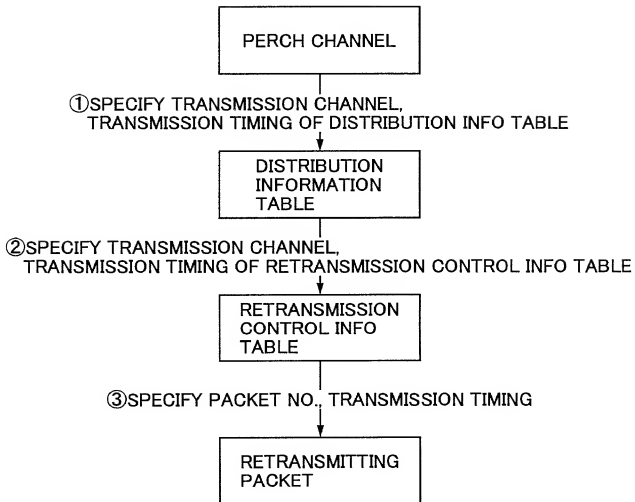 PERCH CHANNEL
①SPECIFY TRANSMISSION CHANNEL,
TRANSMISSION TIMING OF DISTRIBUTION INFO TABLE
DISTRIBUTION
INFORMATION
TABLE
②SPECIFY TRANSMISSION CHANNEL,
TRANSMISSION TIMING OF RETRANSMISSION CONTROL INFO TABLE
RETRANSMISSION
CONTROL INFO
TABLE
③SPECIFY PACKET NO., TRANSMISSION TIMING
RETRANSMITTING
PACKET